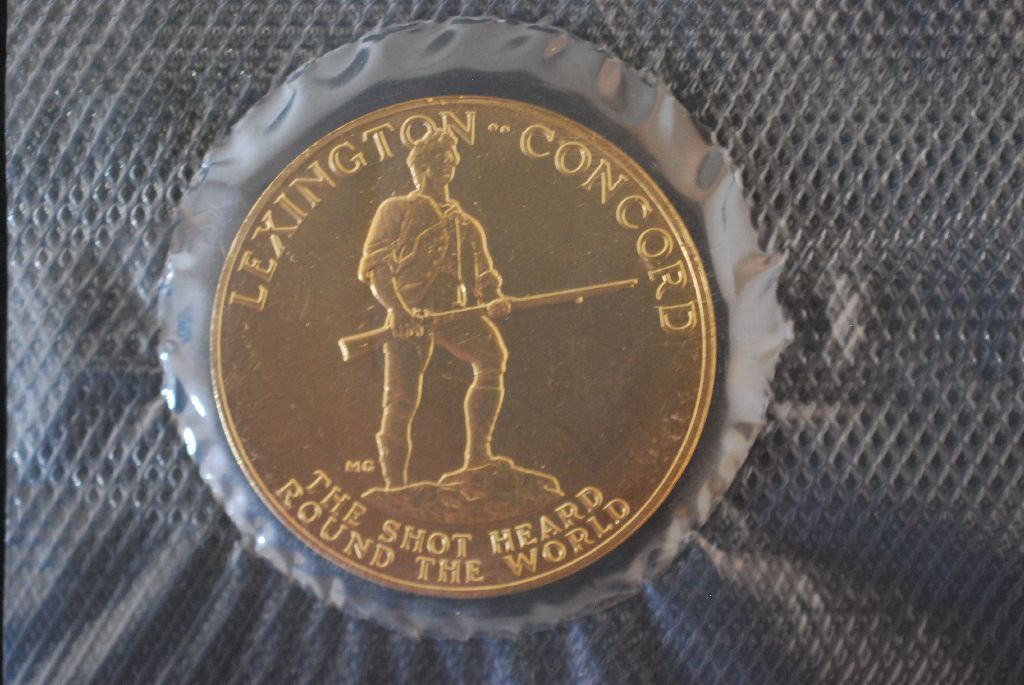 LEXINGTON ·· CONCORD
MG
THE SHOT HEARD
ROUND THE WORLD